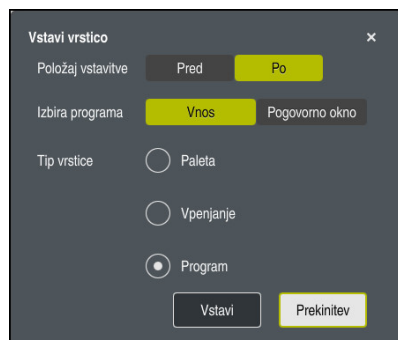 Vstavi vrstico ×
Položaj vstavitve Pred Po
Izbira programa Vnos Pogovorno okno
Tip vrstice Paleta
Vpenjanje
Program
Vstavi Prekinitev